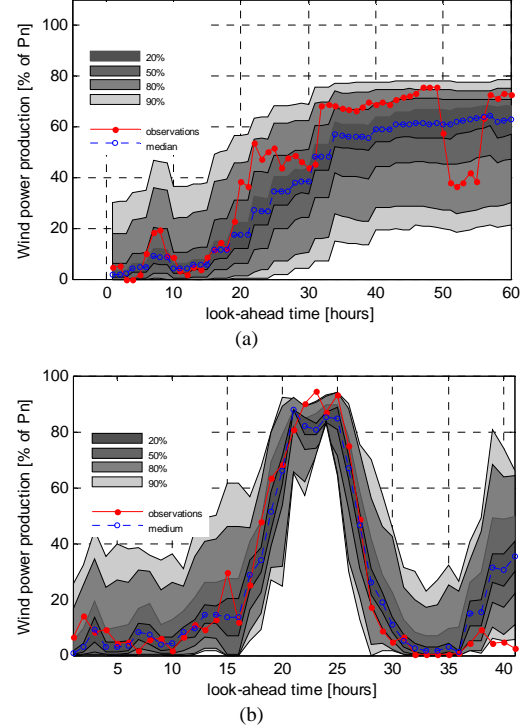 100
80
60
40
20
0
Wind power production [% of Pn]
20%
50%
80%
90%
observations
median
0 10 20 30 40 50 60
look-ahead time [hours]
(a)
100
80
60
40
20
0
Wind power production [% of Pn]
20%
50%
80%
90%
observations
medium
5 10 15 20 25 30 35 40
look-ahead time [hours]
(b)